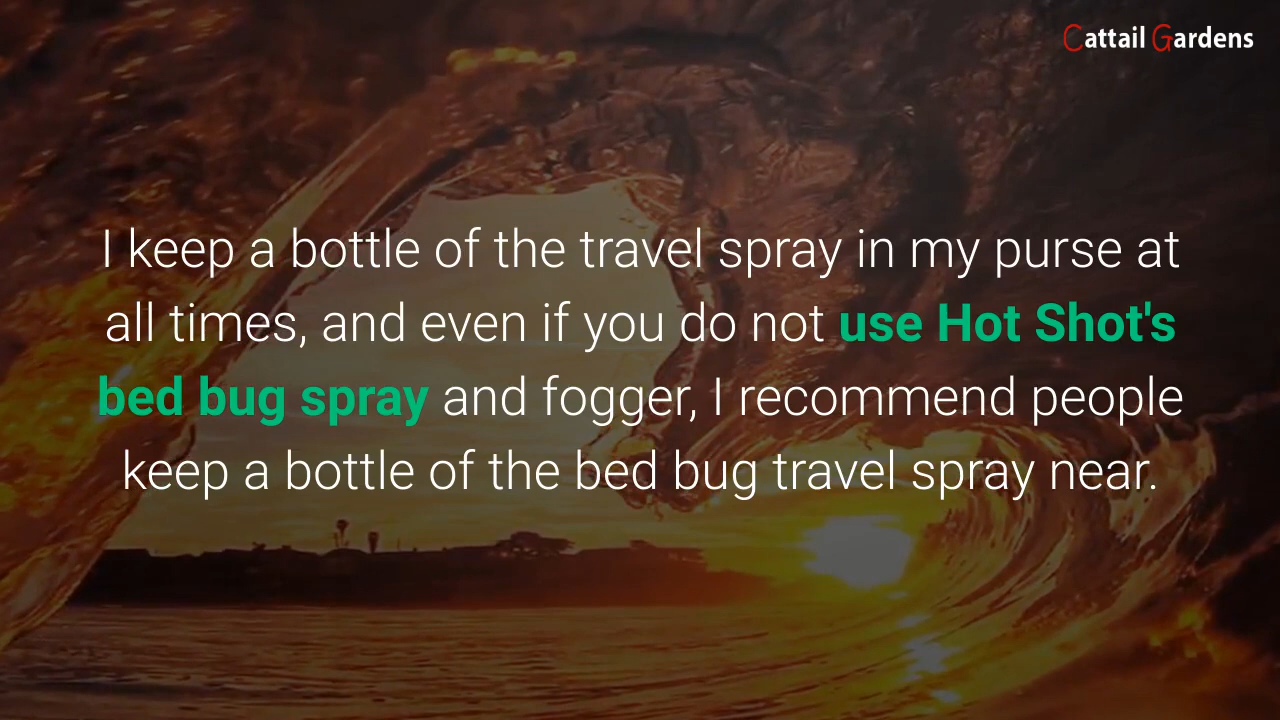 Cattail Gardens
I keep a bottle of the travel spray in my purse at
all times, and even if you do not use Hot Shot's
bed bug spray and fogger, I recommend people
keep a bottle of the bed bug travel spray near.